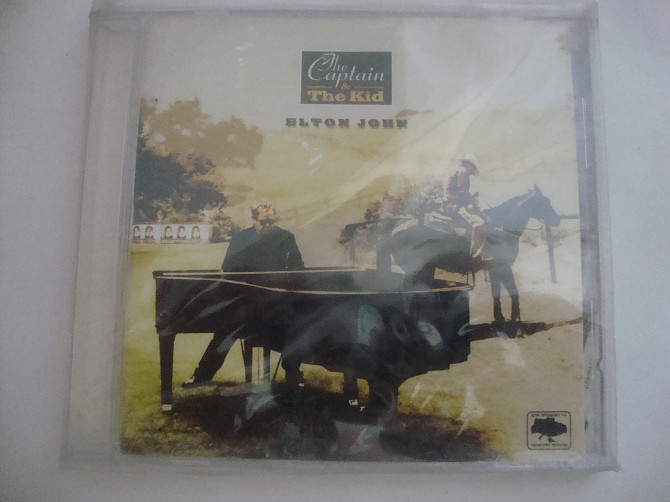 The
Captain
&
The Kid
ELTON JOHN